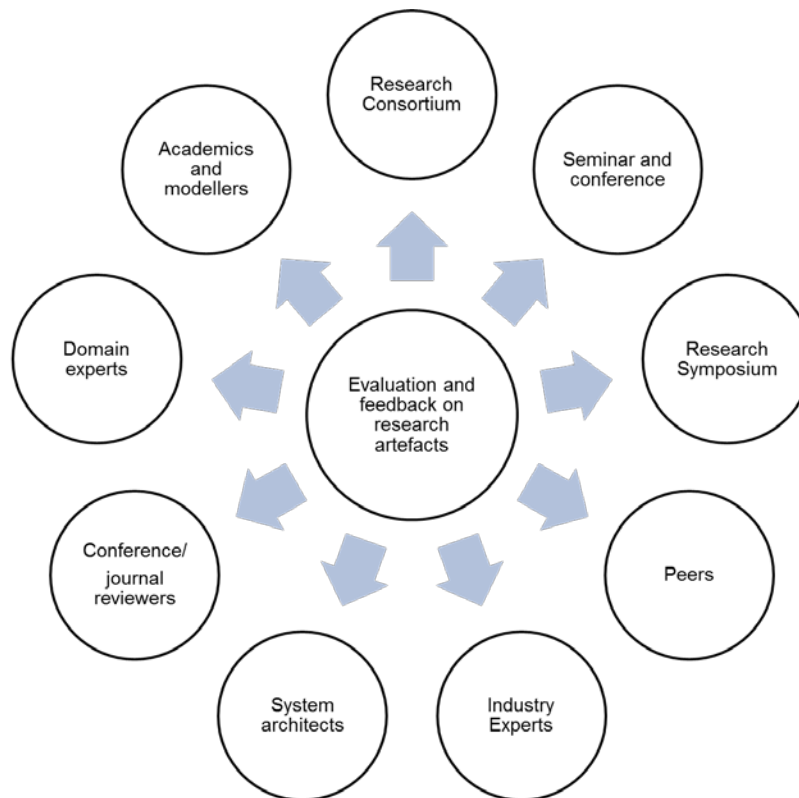 Research
Consortium
Seminar and
conference
Research
Symposium
Peers
Industry
Experts
System
architects
Conference/
journal
reviewers
Domain
experts
Academics
and
modellers
Evaluation and
feedback on
research
artefacts